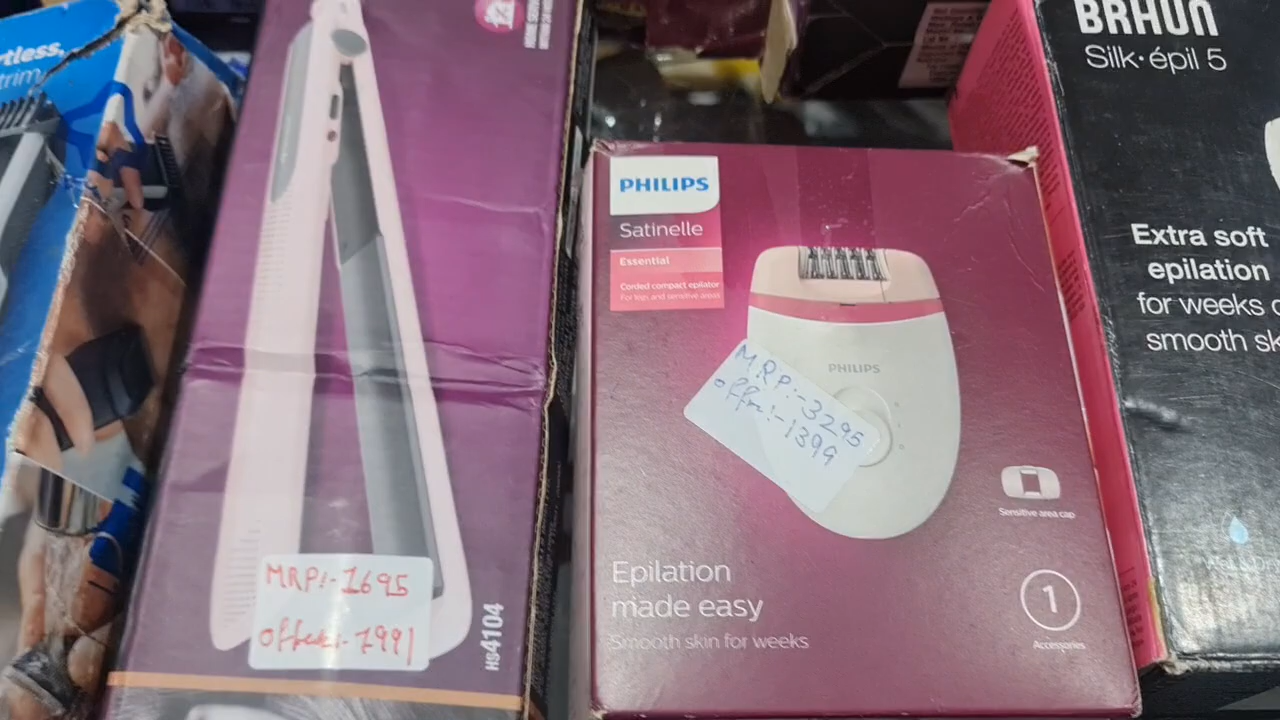 rtless,
trim
MRP:-1695
offer:-799/
HS4104
PHILIPS
Satinelle
Essential
Corded compact epilator
For legs and sensitive areas
PHILIPS
MRP:-3295
offer:-1399
Sensitive area cap
Epilation
made easy
Smooth skin for weeks
1
Accessories
BRAUN
Silk·épil 5
Extra soft
epilation
for weeks
smooth sk